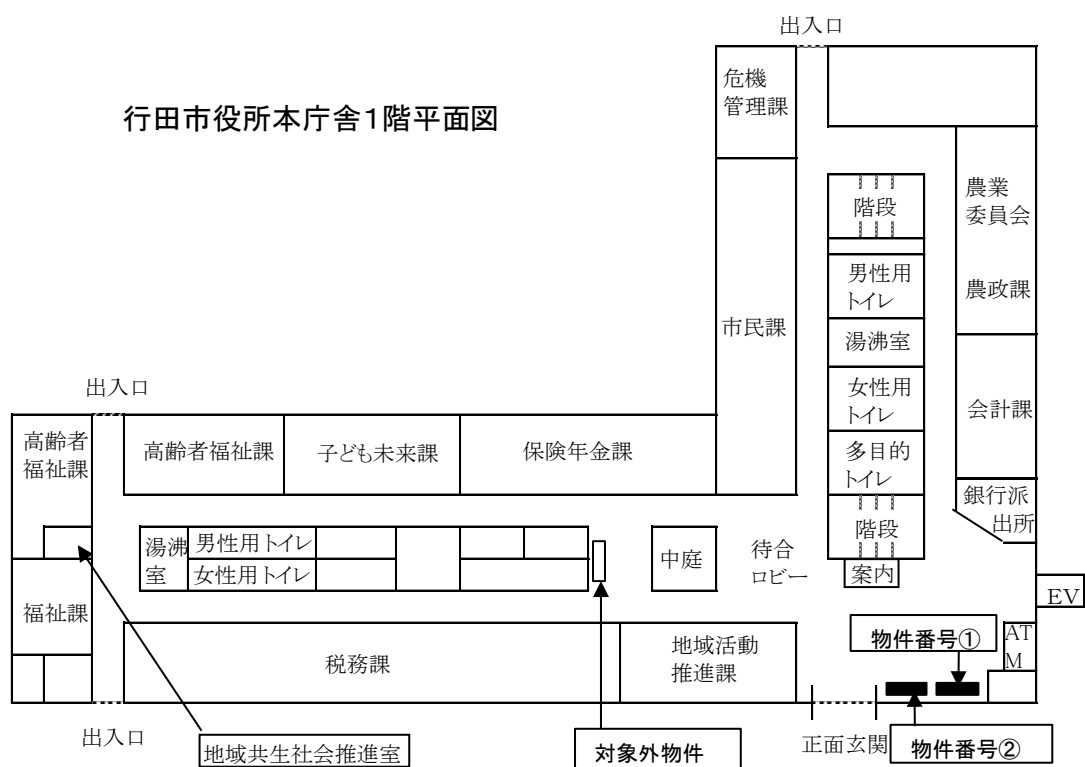 出入口
行田市役所本庁舎1階平面図
危機
管理課
階段
農業
委員会
男性用
トイレ
農政課
市民課
湯沸室
出入口
女性用
トイレ
会計課
高齢者
福祉課
高齢者福祉課
子ども未来課
保険年金課
多目的
トイレ
銀行派
出所
階段
湯沸
室
男性用トイレ
女性用トイレ
中庭
待合
ロビー
案内
EV
福祉課
税務課
地域活動
推進課
物件番号①
AT
M
出入口
地域共生社会推進室
対象外物件
正面玄関
物件番号②